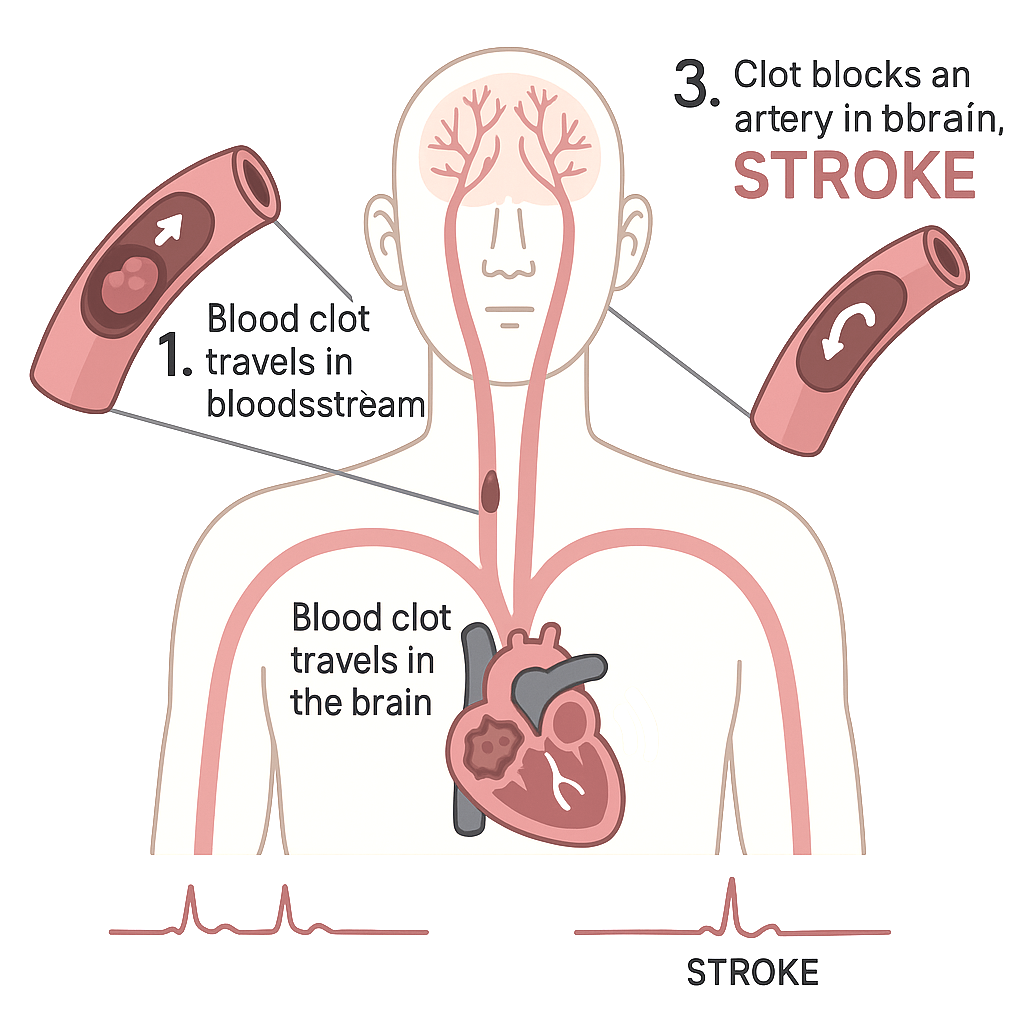 3. Clot blocks an
artery in bbraín,
STROKE
1. Blood clot
travels in
bloodsstrèam
Blood clot
travels in
the brain
STROKE